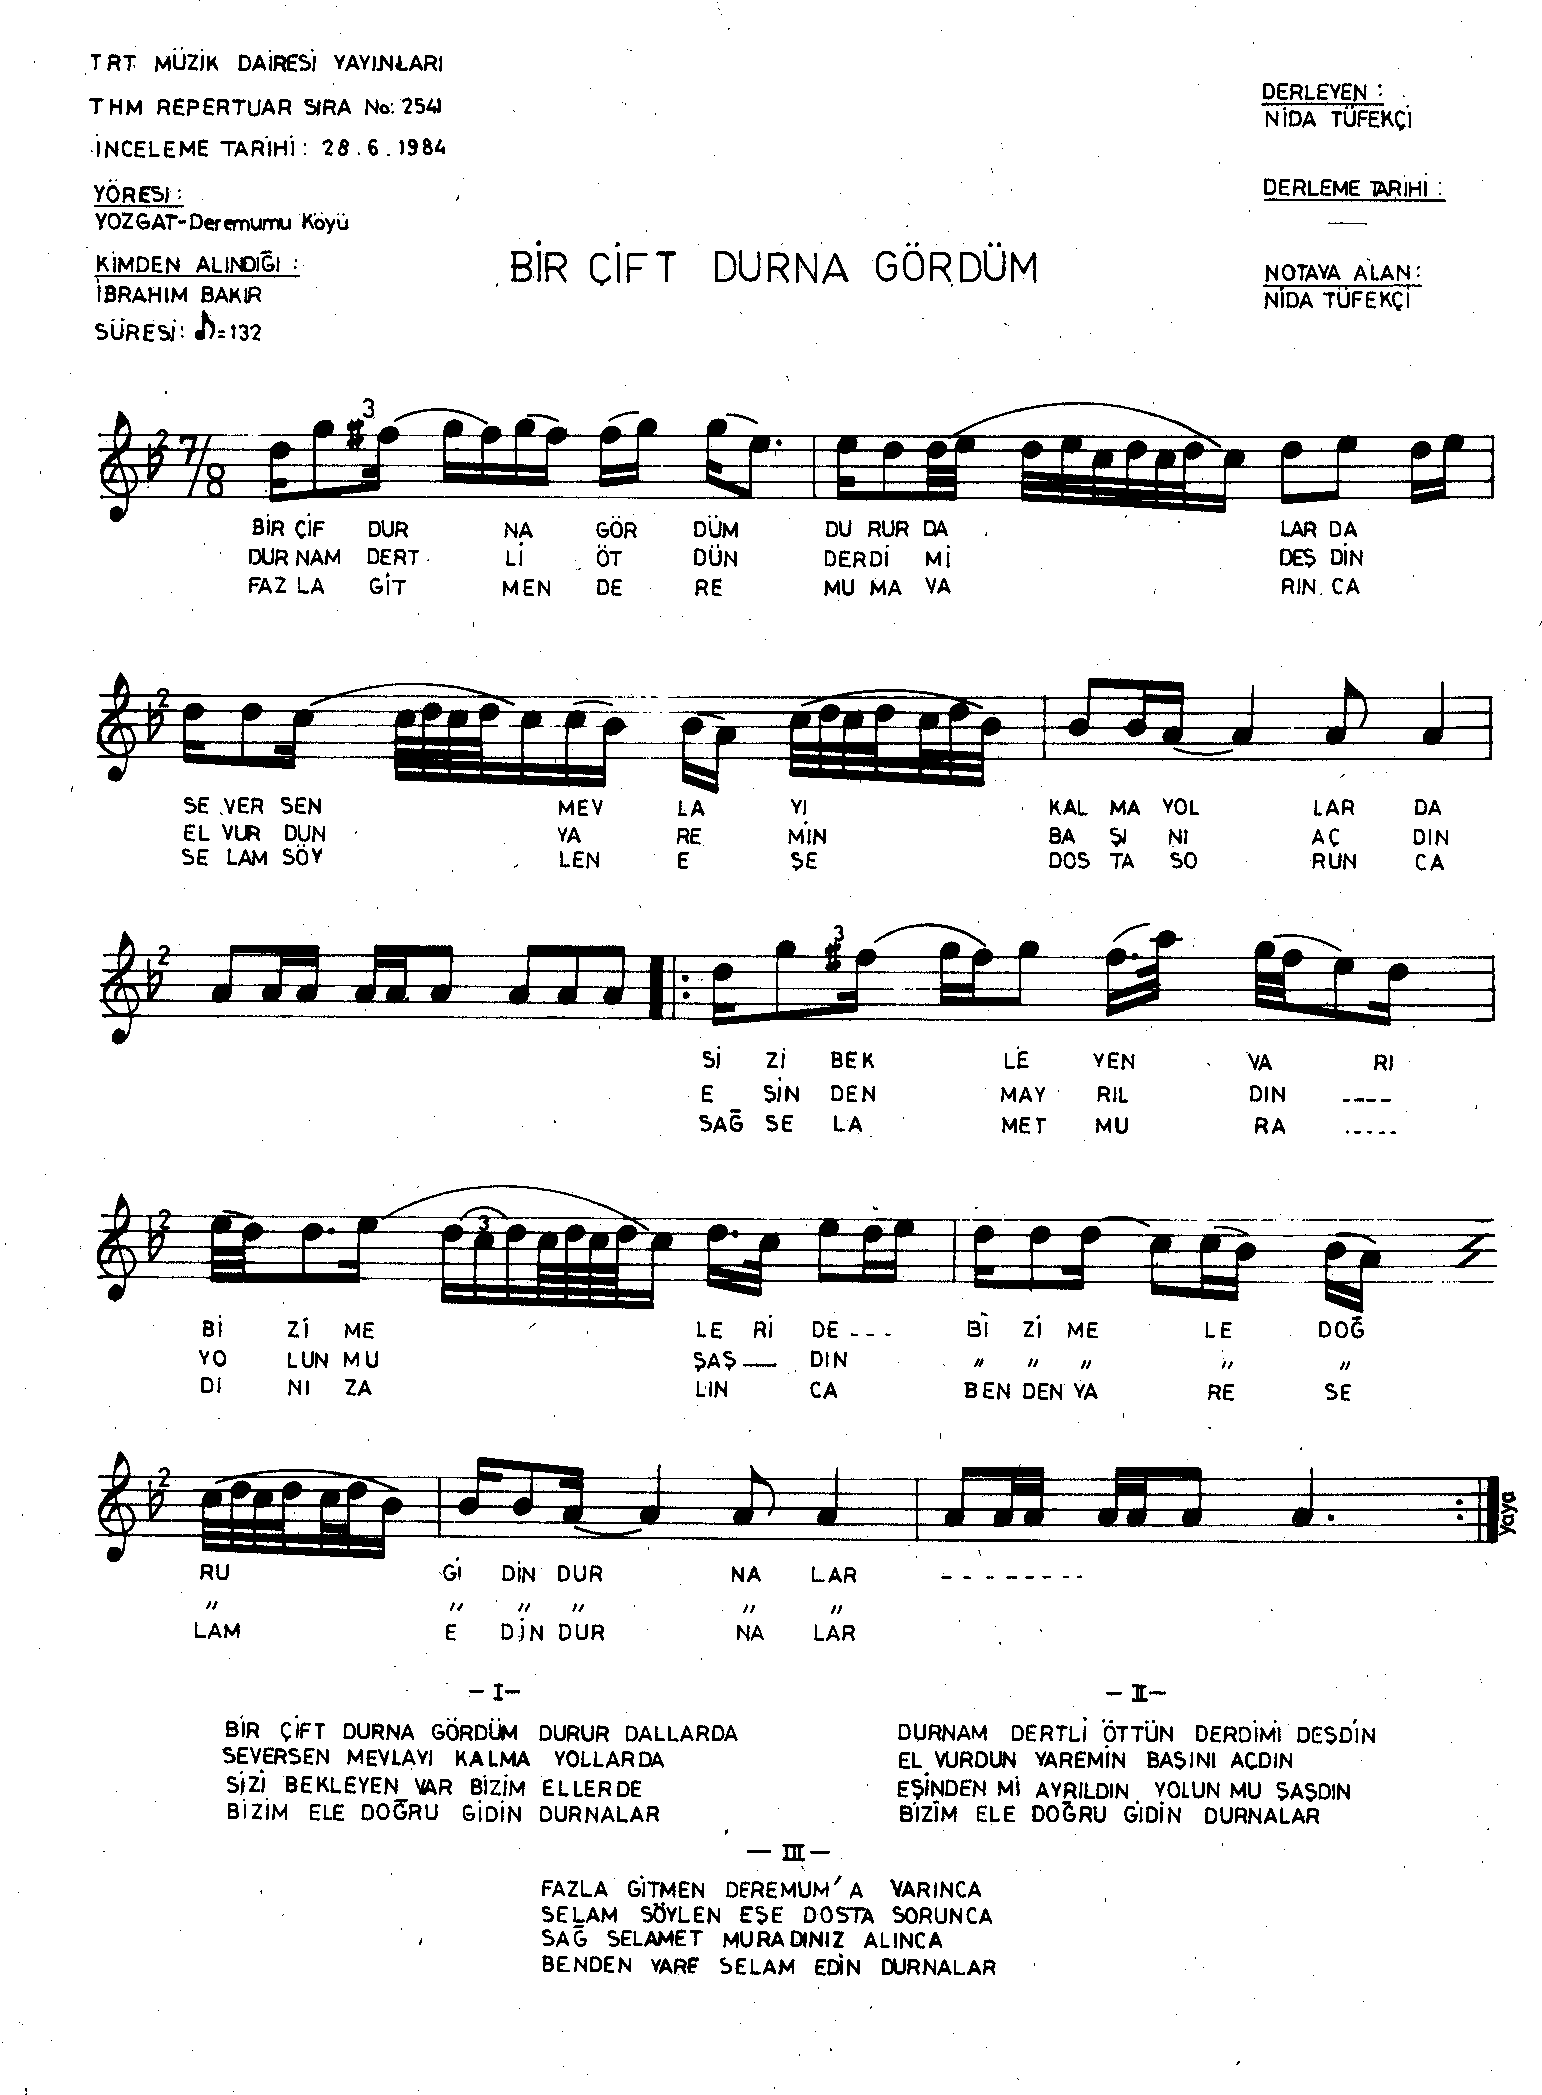 TRT MÜZİK DAİRESİ YAYINLARI
THM REPERTUAR SIRA No: 2541
İNCELEME TARİHİ : 28.6.1984
YÖRESİ :
YOZGAT-Deremumu Köyü
KİMDEN ALINDIĞI :
İBRAHİM BAKIR
SÜRESİ: ♪=132
BİR ÇİFT DURNA GÖRDÜM
DERLEYEN :
NİDA TÜFEKÇİ
DERLEME TARİHİ :
NOTAYA ALAN:
NİDA TÜFEKÇİ
2 7/8 3
BİR ÇİF DUR NA GÖR DÜM DU RUR DA LAR DA
DUR NAM DERT Lİ ÖT DÜN DERDİ Mİ DEŞ DİN
FAZ LA GİT MEN DE RE MU MA VA RIN CA
2
SE VER SEN MEV LA YI KAL MA YOL LAR DA
EL VUR DUN YA RE MİN BA ŞI NI AÇ DIN
SE LAM SÖY LEN E ŞE DOS TA SO RUN CA
2 3
Sİ Zİ BEK LE YEN VA RI
E ŞİN DEN MAY RIL DIN ----
SAĞ SE LA MET MU RA -----
2 3
Bİ Zİ ME LE Rİ DE --- Bİ Zİ ME LE DOĞ
YO LUN MU ŞAŞ— DIN " " " " "
DI NI ZA LIN CA BEN DEN YA RE SE
2
RU Gİ DİN DUR NA LAR --------
" " " " " "
LAM E DİN DUR NA LAR
yaya
— I —
BİR ÇİFT DURNA GÖRDÜM DURUR DALLARDA
SEVERSEN MEVLAYI KALMA YOLLARDA
SİZİ BEKLEYEN VAR BİZİM ELLERDE
BİZİM ELE DOĞRU GİDİN DURNALAR
— II —
DURNAM DERTLİ ÖTTÜN DERDİMİ DEŞDİN
EL VURDUN YAREMİN BAŞINI AÇDIN
EŞİNDEN Mİ AYRILDIN YOLUN MU ŞAŞDIN
BİZİM ELE DOĞRU GİDİN DURNALAR
— III —
FAZLA GİTMEN DEREMUM'A VARINCA
SELAM SÖYLEN EŞE DOSTA SORUNCA
SAĞ SELAMET MURADINIZ ALINCA
BENDEN YARE SELAM EDİN DURNALAR